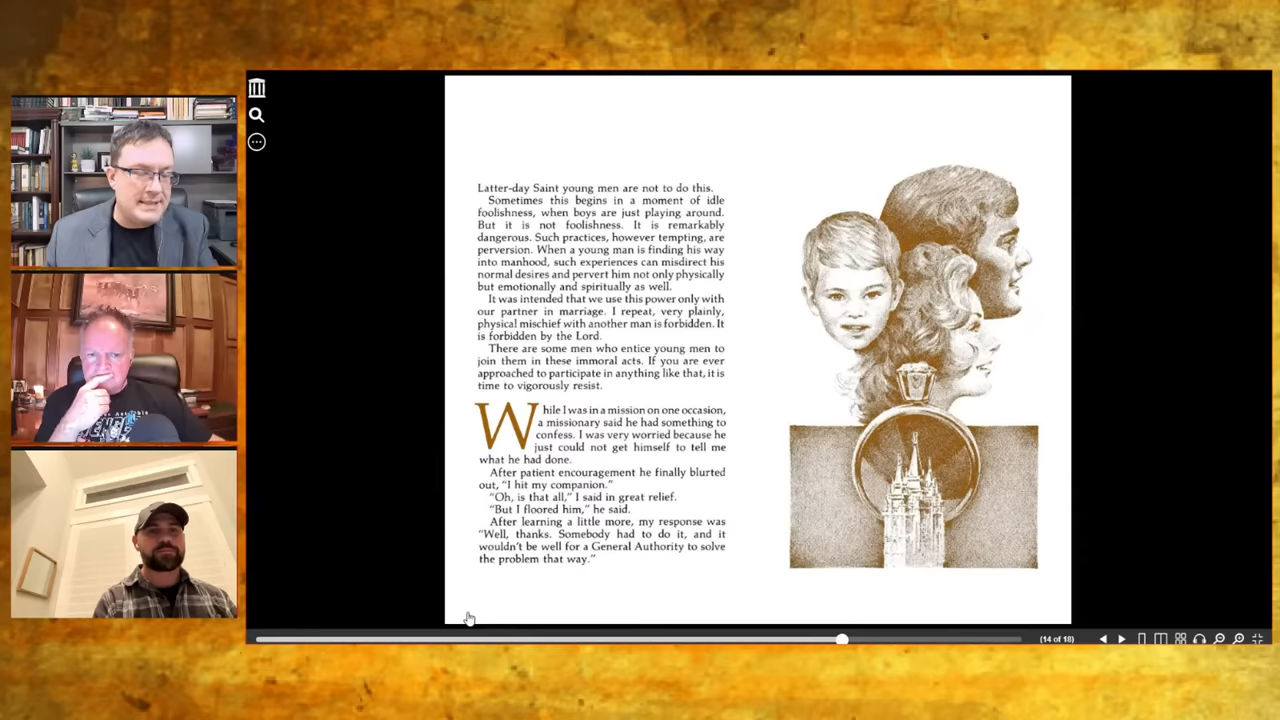 Latter-day Saint young men are not to do this.
Sometimes this begins in a moment of idle
foolishness, when boys are just playing around.
But it is not foolishness. It is remarkably
dangerous. Such practices, however tempting, are
perversion. When a young man is finding his way
into manhood, such experiences can misdirect his
normal desires and pervert him not only physically
but emotionally and spiritually as well.
It was intended that we use this power only with
our partner in marriage. I repeat, very plainly,
physical mischief with another man is forbidden. It
is forbidden by the Lord.
There are some men who entice young men to
join them in these immoral acts. If you are ever
approached to participate in anything like that, it is
time to vigorously resist.
While I was in a mission on one occasion,
a missionary said he had something to
confess. I was very worried because he
just could not get himself to tell me
what he had done.
After patient encouragement he finally blurted
out, "I hit my companion."
"Oh, is that all," I said in great relief.
"But I floored him," he said.
After learning a little more, my response was
"Well, thanks. Somebody had to do it, and it
wouldn't be well for a General Authority to solve
the problem that way."
(14 of 18)